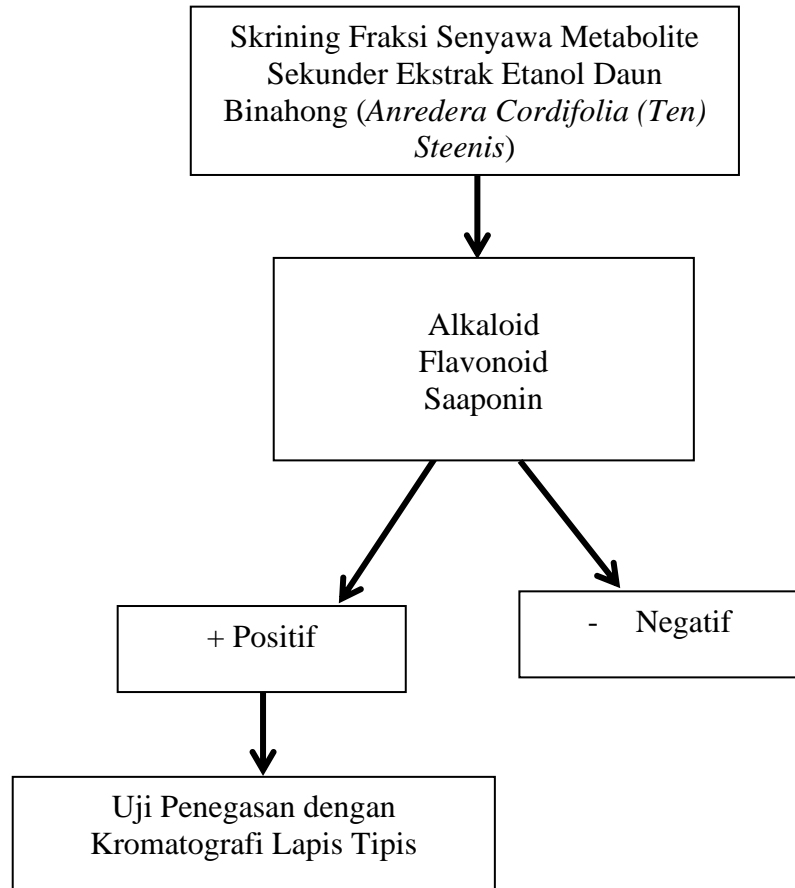 Skrining Fraksi Senyawa Metabolite
Sekunder Ekstrak Etanol Daun
Binahong (Anredera Cordifolia (Ten)
Steenis)
Alkaloid
Flavonoid
Saaponin
+ Positif
- Negatif
Uji Penegasan dengan
Kromatografi Lapis Tipis